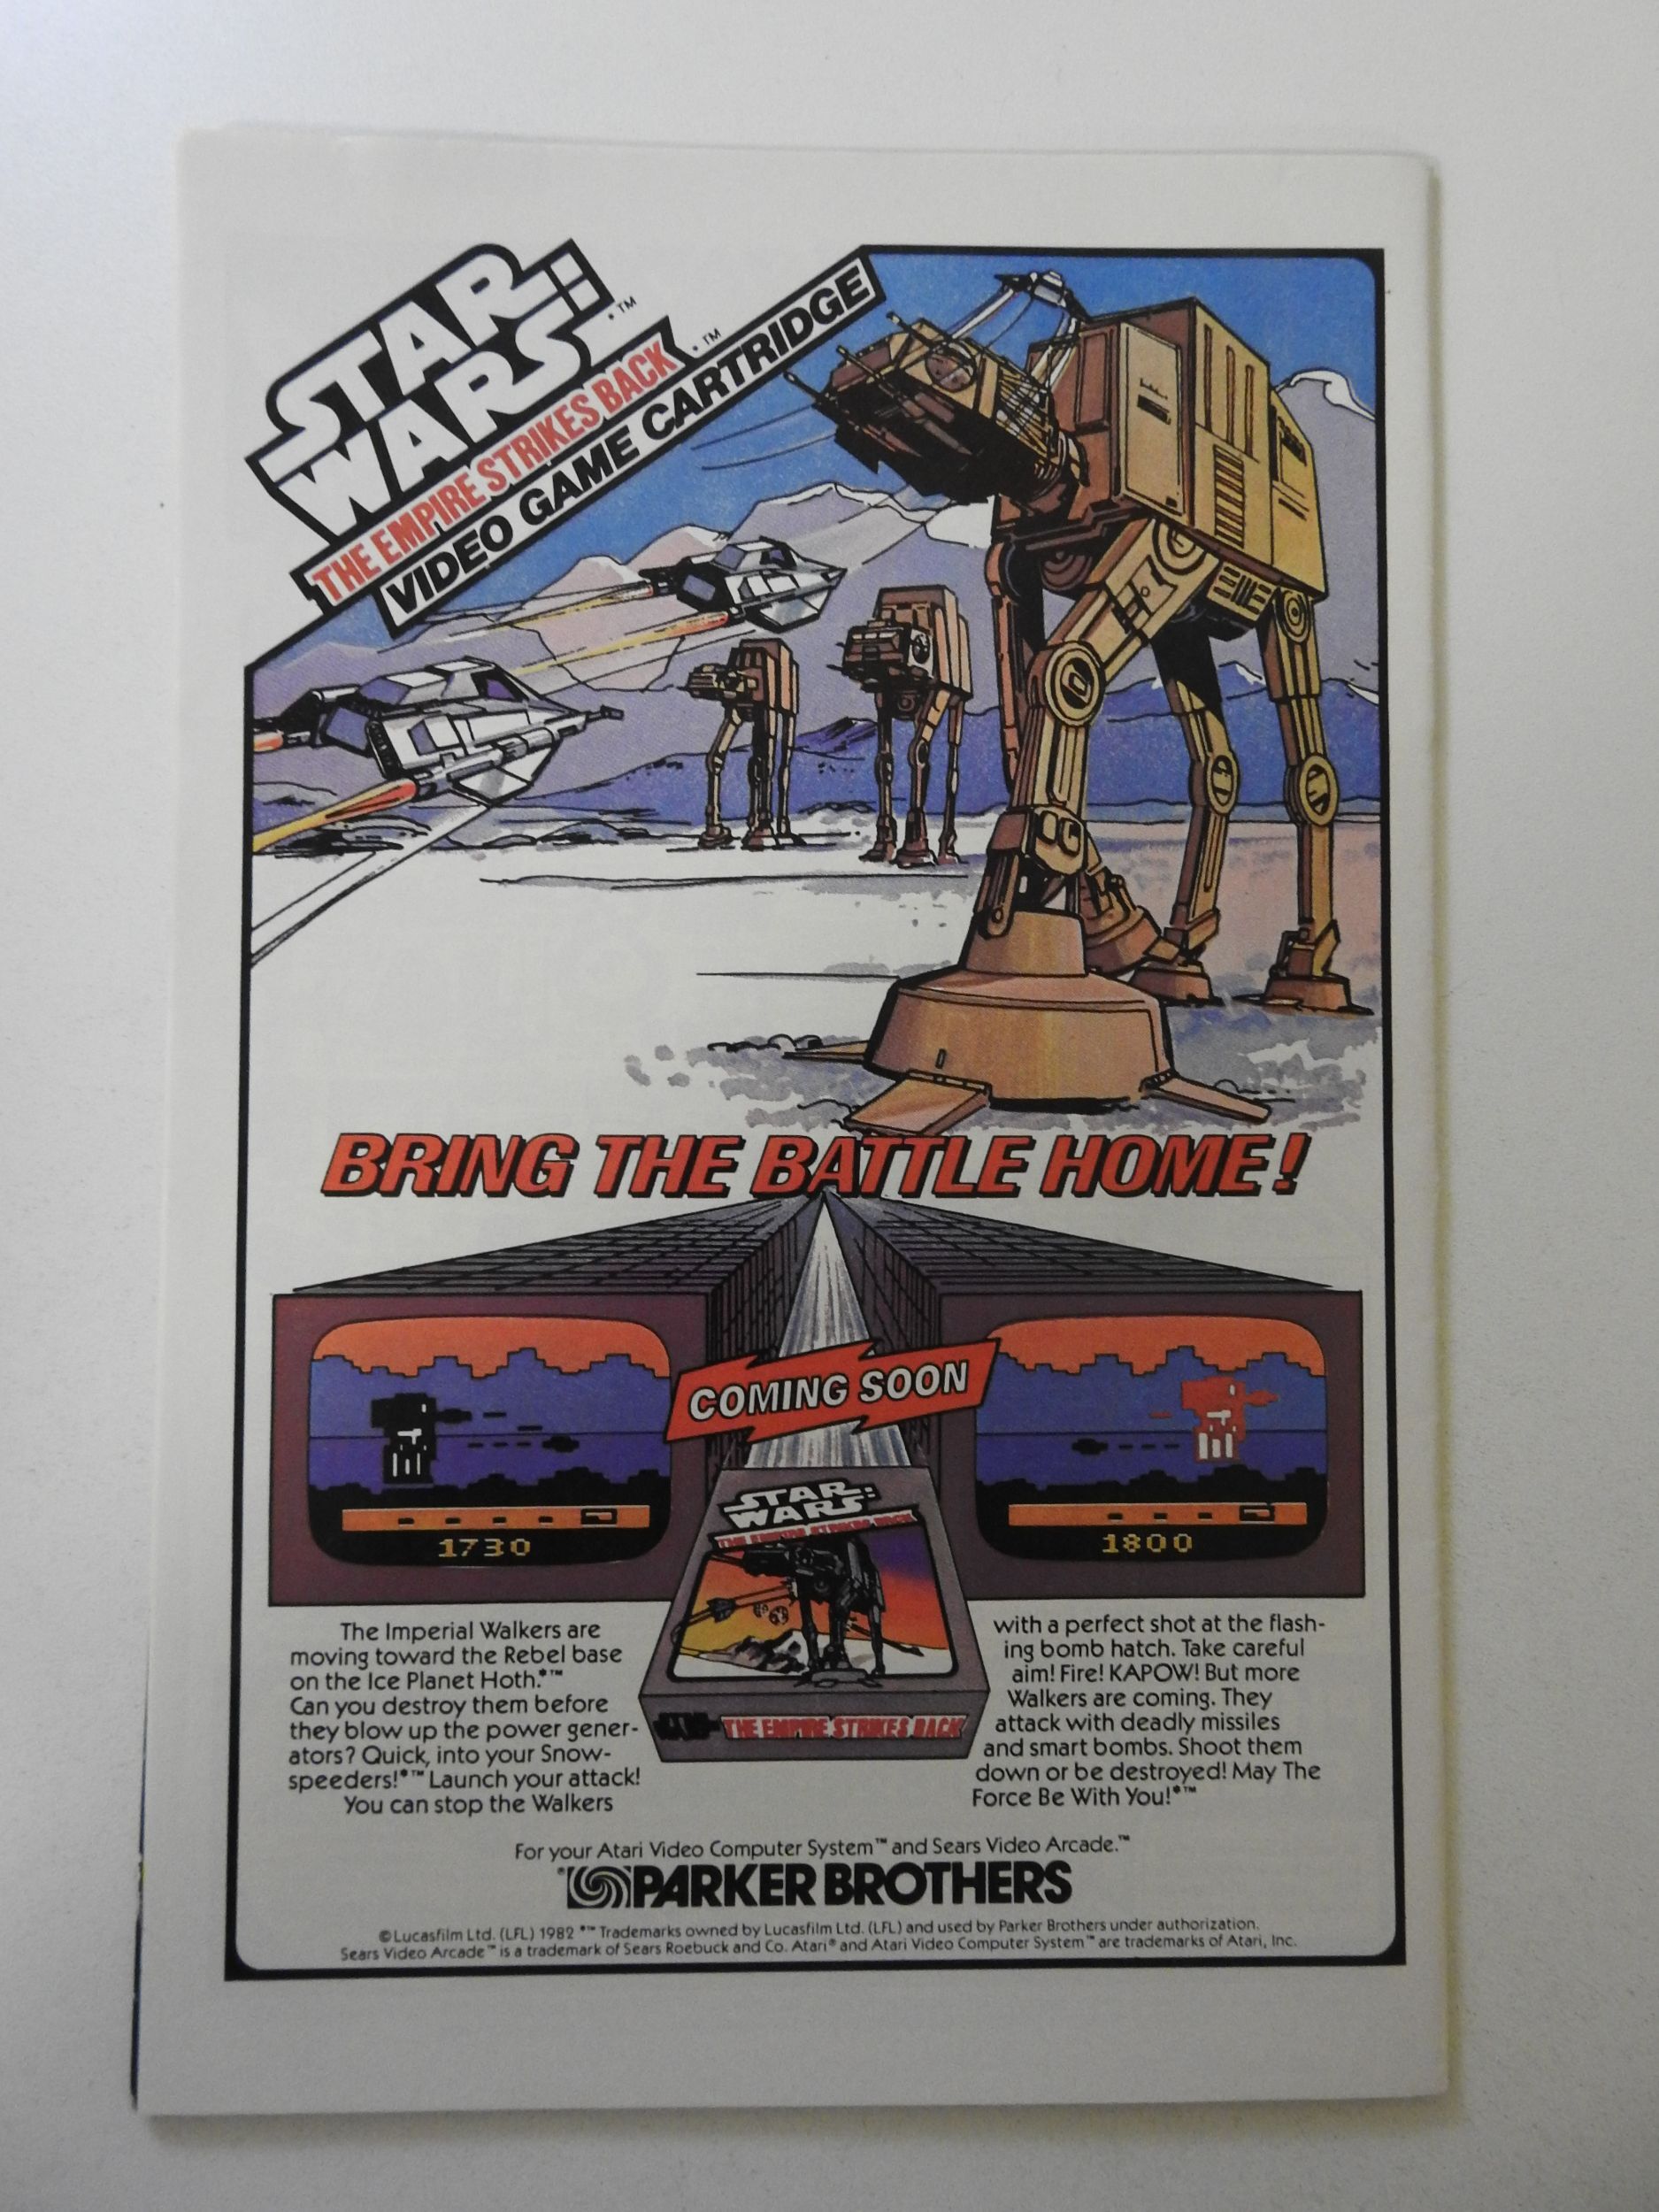 STAR
WARS:™
THE EMPIRE STRIKES BACK•™
VIDEO GAME CARTRIDGE
BRING THE BATTLE HOME!
COMING SOON
1730
1800
STAR
WARS
THE EMPIRE STRIKES BACK
STAR WARS THE EMPIRE STRIKES BACK
The Imperial Walkers are
moving toward the Rebel base
on the Ice Planet Hoth.*™
Can you destroy them before
they blow up the power gener-
ators? Quick, into your Snow-
speeders!*™ Launch your attack!
You can stop the Walkers
with a perfect shot at the flash-
ing bomb hatch. Take careful
aim! Fire! KAPOW! But more
Walkers are coming. They
attack with deadly missiles
and smart bombs. Shoot them
down or be destroyed! May The
Force Be With You!*™
For your Atari Video Computer System™ and Sears Video Arcade.™
® PARKER BROTHERS
© Lucasfilm Ltd. (LFL) 1982 *™ Trademarks owned by Lucasfilm Ltd. (LFL) and used by Parker Brothers under authorization.
Sears Video Arcade™ is a trademark of Sears Roebuck and Co. Atari® and Atari Video Computer System™ are trademarks of Atari, Inc.